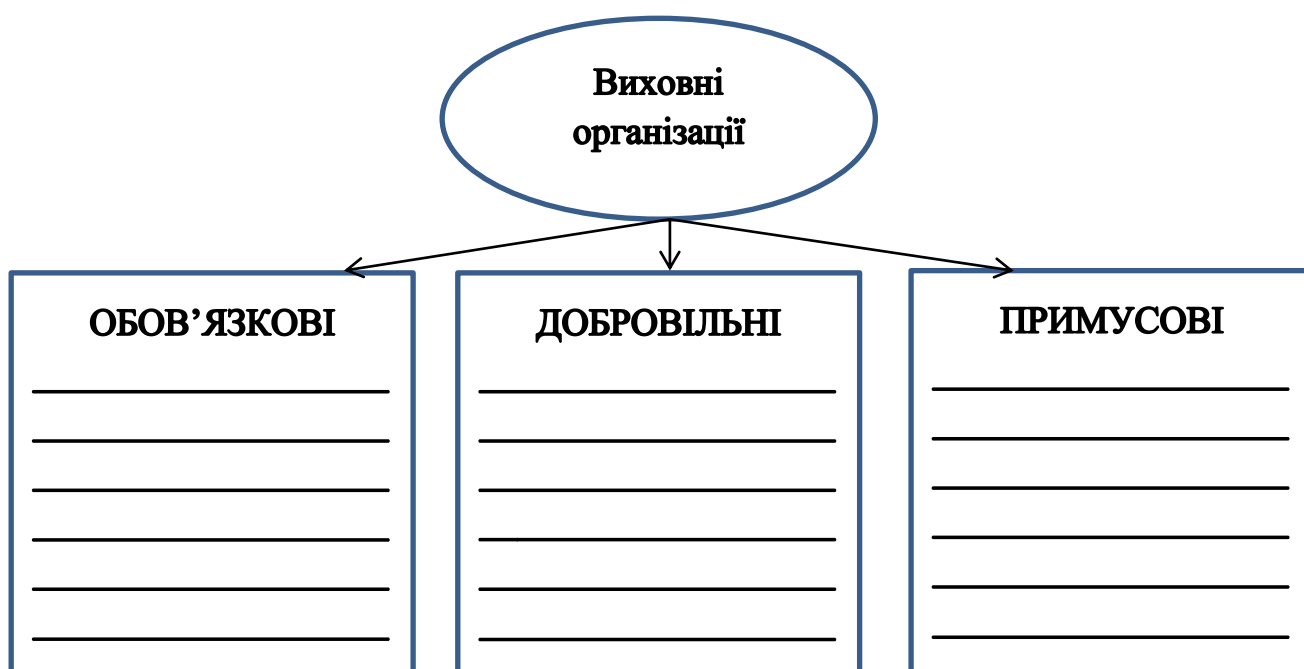 Виховні
організації
ОБОВ’ЯЗКОВІ
ДОБРОВІЛЬНІ
ПРИМУСОВІ